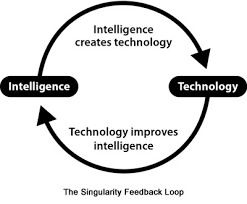 Intelligence
creates technology
Intelligence
Technology
Technology improves
intelligence
The Singularity Feedback Loop